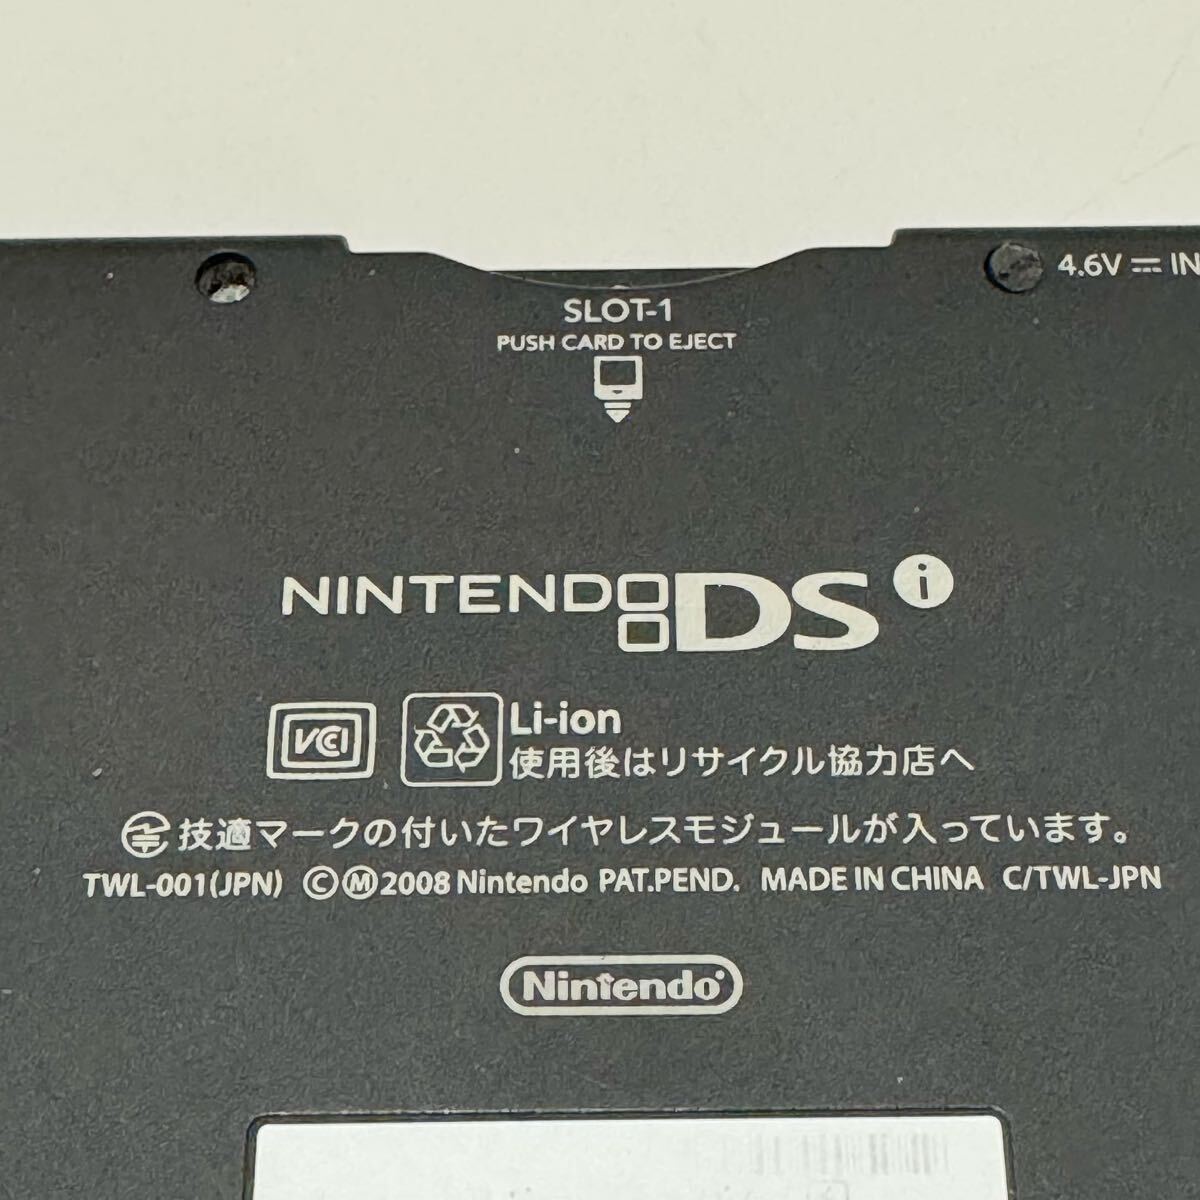 4.6V ⎓ IN
SLOT-1
PUSH CARD TO EJECT
NINTENDO DS i
VCCI
Li-ion
使用後はリサイクル協力店へ
技適マークの付いたワイヤレスモジュールが入っています。
TWL-001(JPN) ©Ⓜ2008 Nintendo PAT.PEND. MADE IN CHINA C/TWL-JPN
Nintendo®